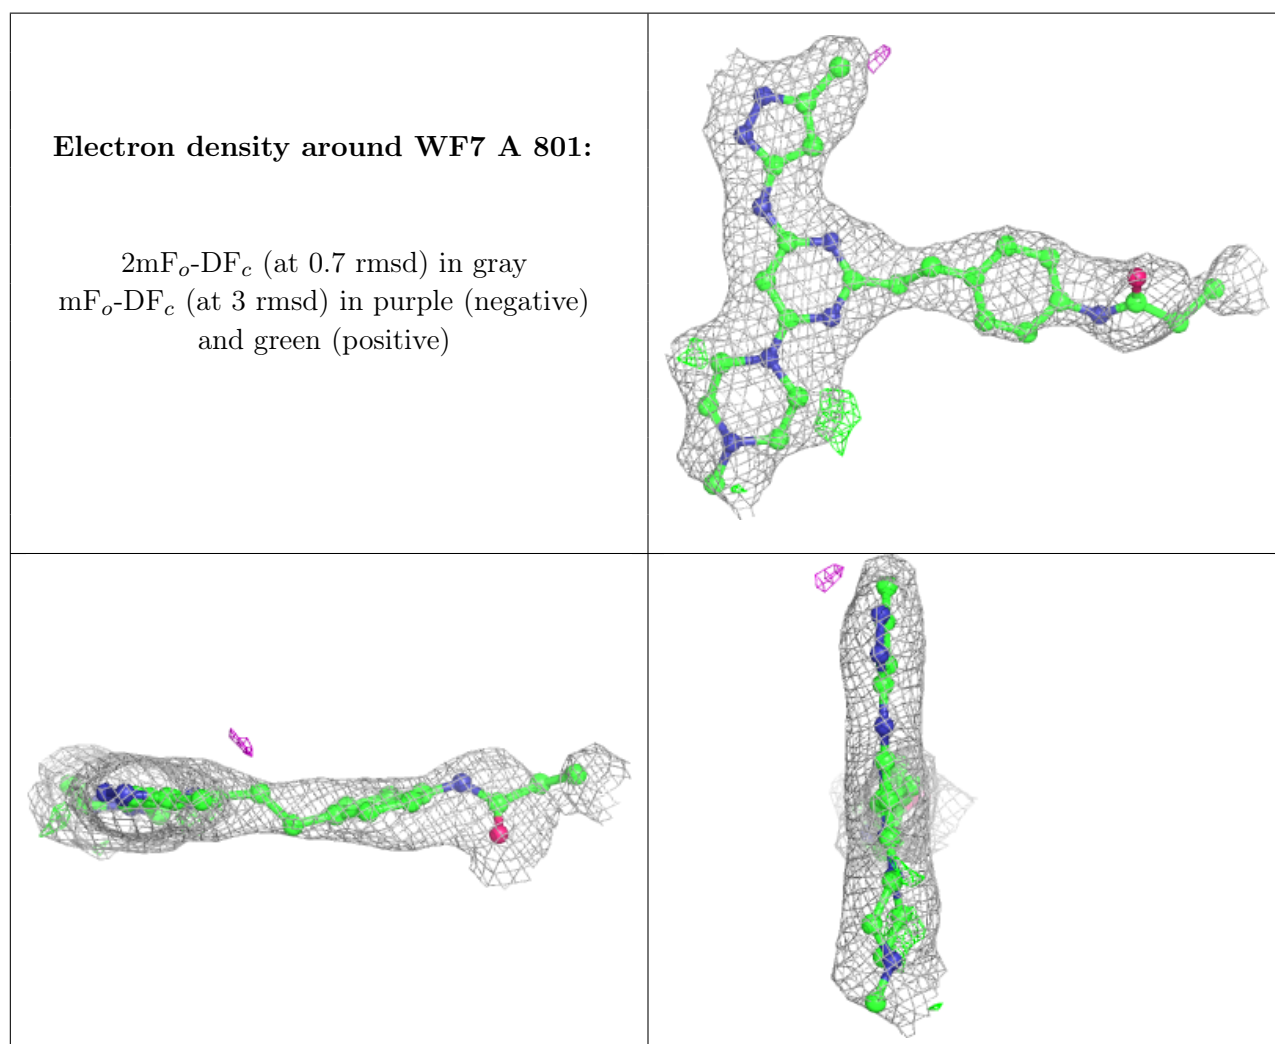 Electron density around WF7 A 801:
2mFo-DFc (at 0.7 rmsd) in gray
mFo-DFc (at 3 rmsd) in purple (negative)
and green (positive)